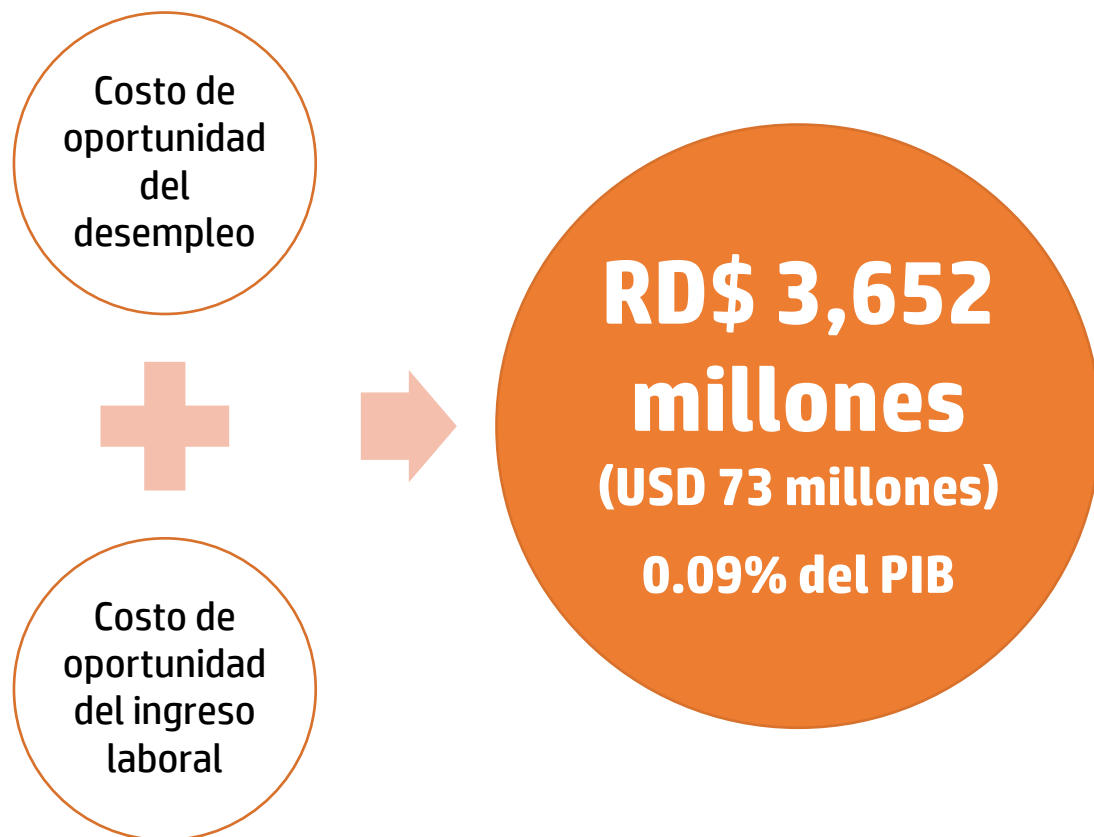 Costo de
oportunidad
del
desempleo
Costo de
oportunidad
del ingreso
laboral
RD$ 3,652
millones
(USD 73 millones)
0.09% del PIB